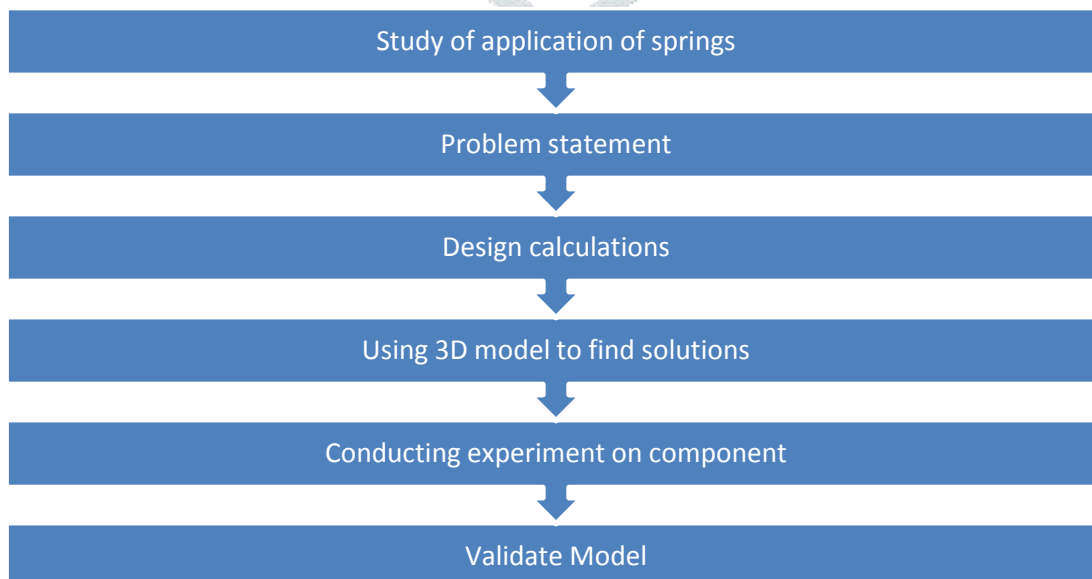 Study of application of springs
Problem statement
Design calculations
Using 3D model to find solutions
Conducting experiment on component
Validate Model